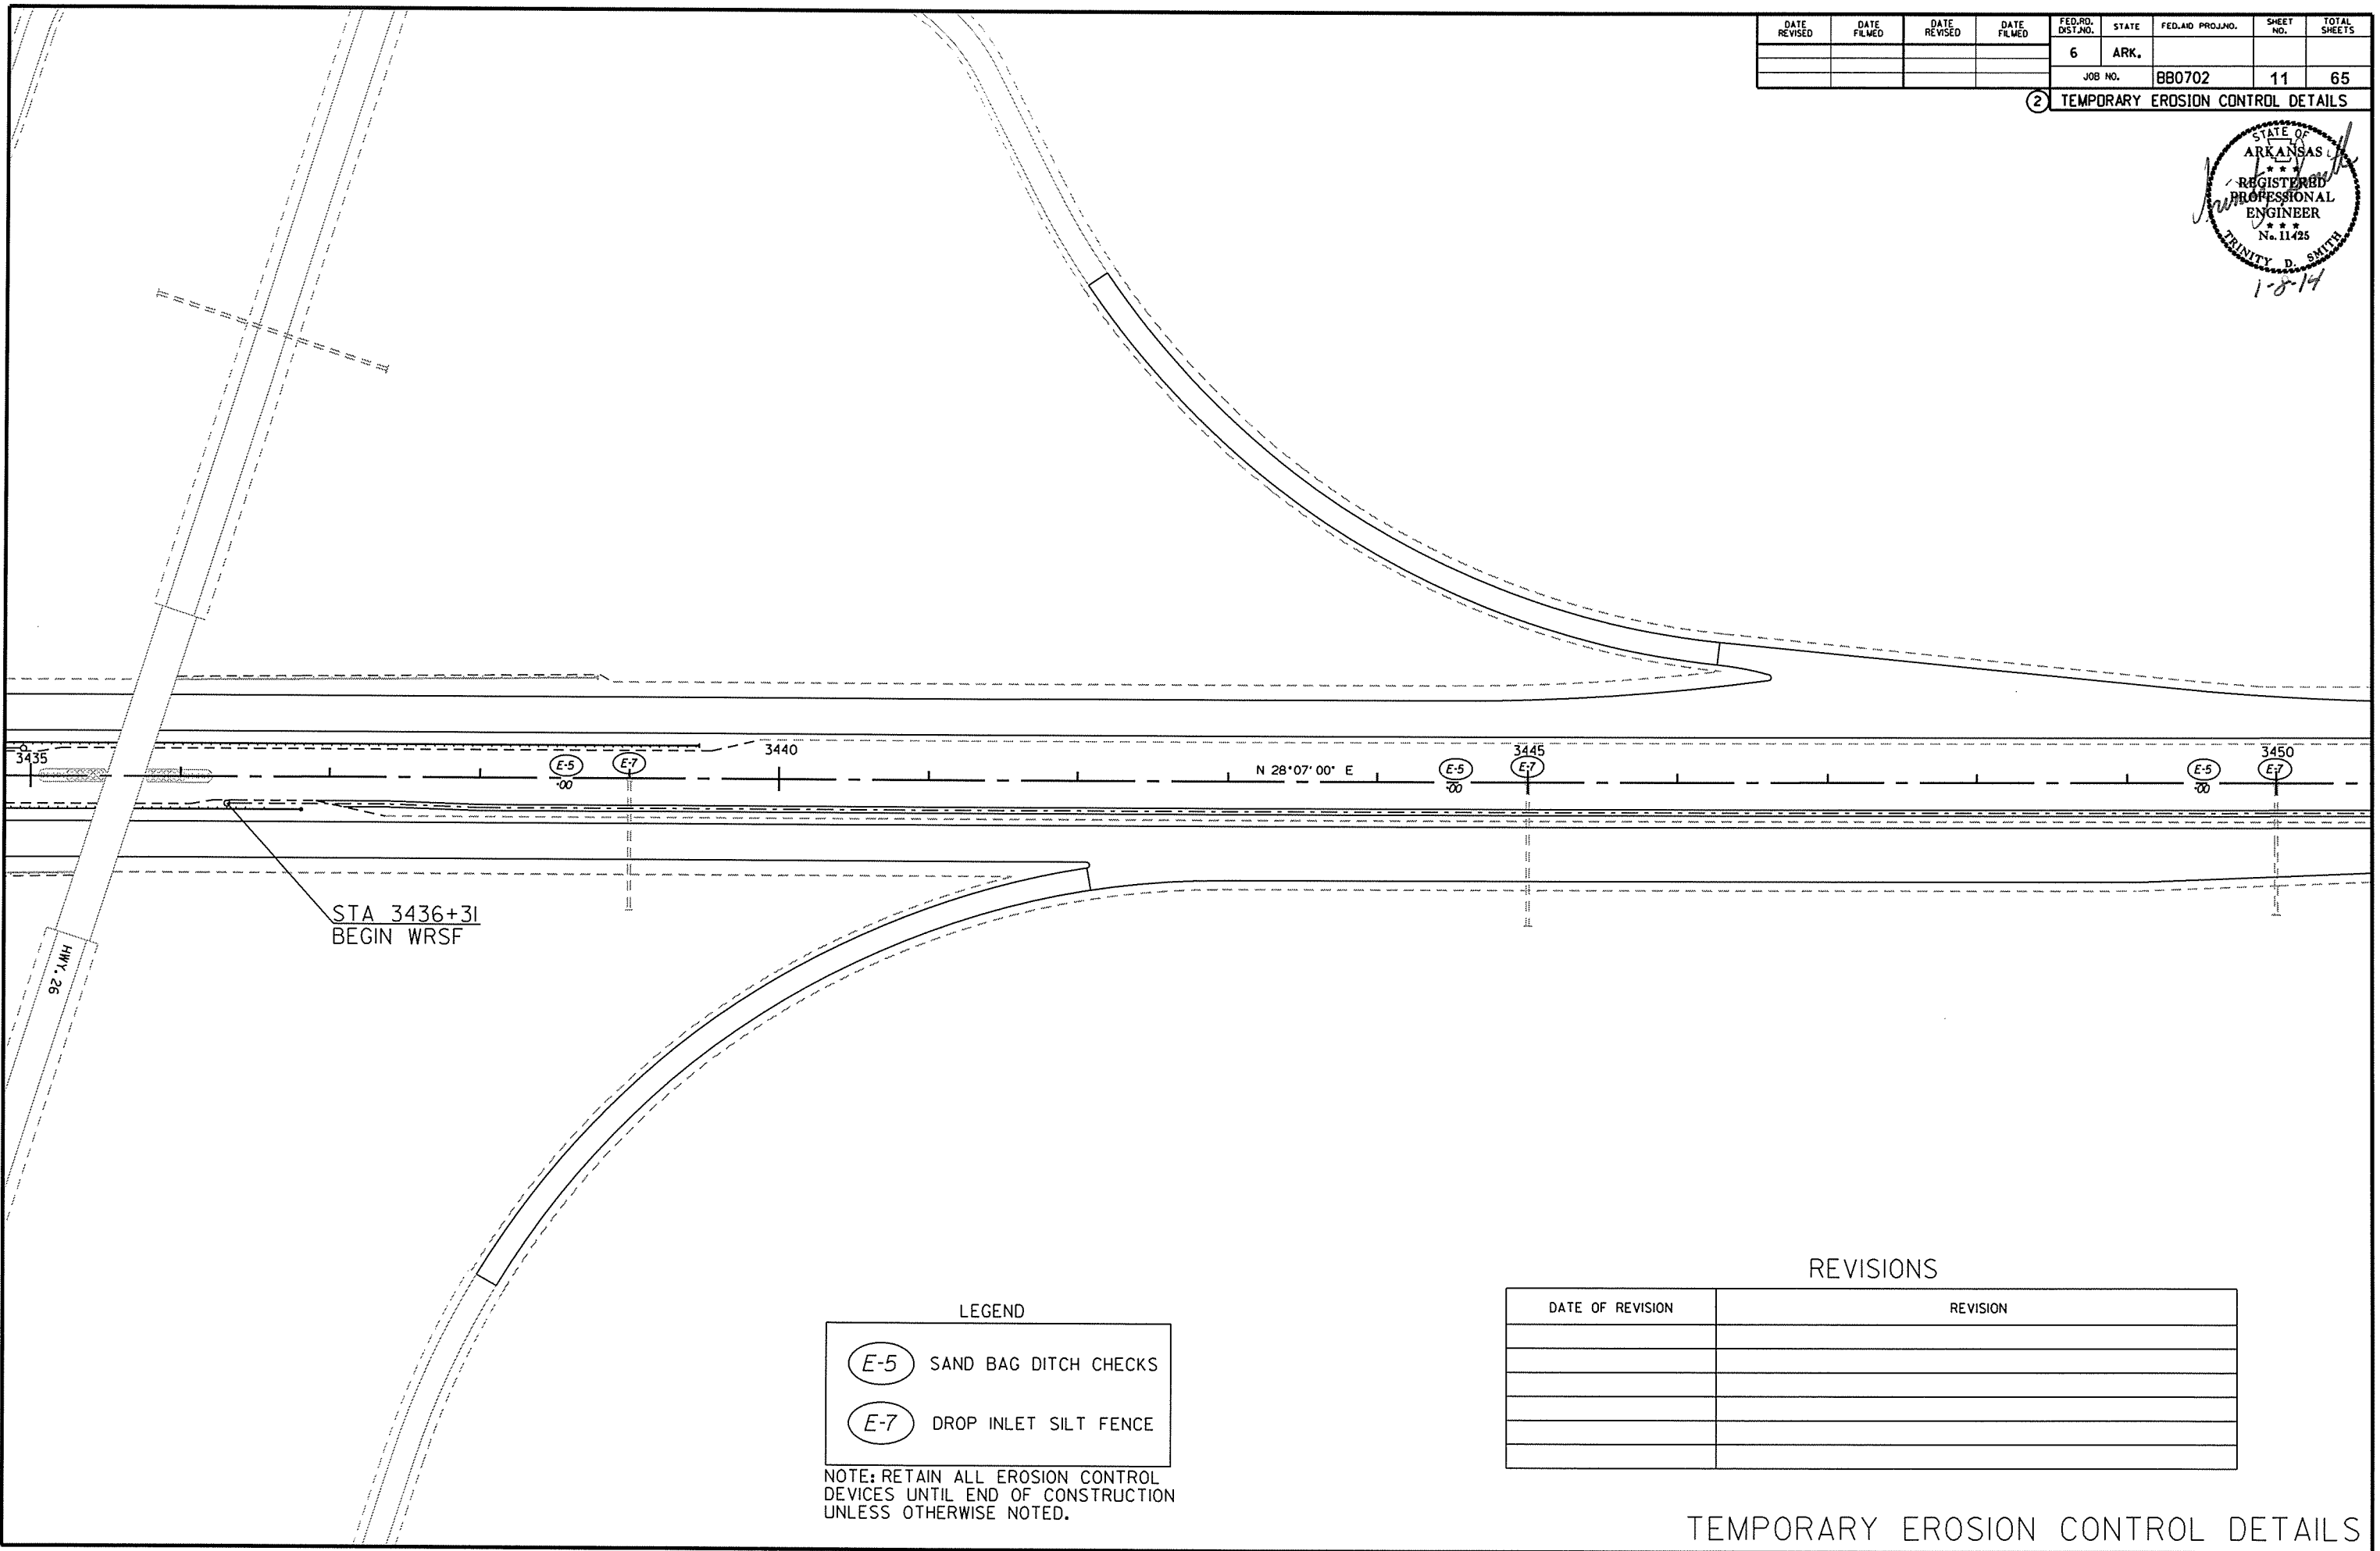 DATE REVISED
DATE FILMED
DATE REVISED
DATE FILMED
FED.RD. DIST.NO.
STATE
FED.AID PROJ.NO.
SHEET NO.
TOTAL SHEETS
6
ARK.
JOB NO.
BB0702
11
65
2
TEMPORARY EROSION CONTROL DETAILS
STATE OF
ARKANSAS
REGISTERED
PROFESSIONAL
ENGINEER
No. 11425
TRINITY D. SMITH
Trinity Smith
1-8-14
3435
3440
3445
3450
E-5
E-7
N 28°07'00" E
E-5
E-7
E-5
E-7
STA 3436+31
BEGIN WRSF
HWY. 26
LEGEND
E-5 SAND BAG DITCH CHECKS
E-7 DROP INLET SILT FENCE
NOTE: RETAIN ALL EROSION CONTROL
DEVICES UNTIL END OF CONSTRUCTION
UNLESS OTHERWISE NOTED.
REVISIONS
DATE OF REVISION
REVISION
TEMPORARY EROSION CONTROL DETAILS